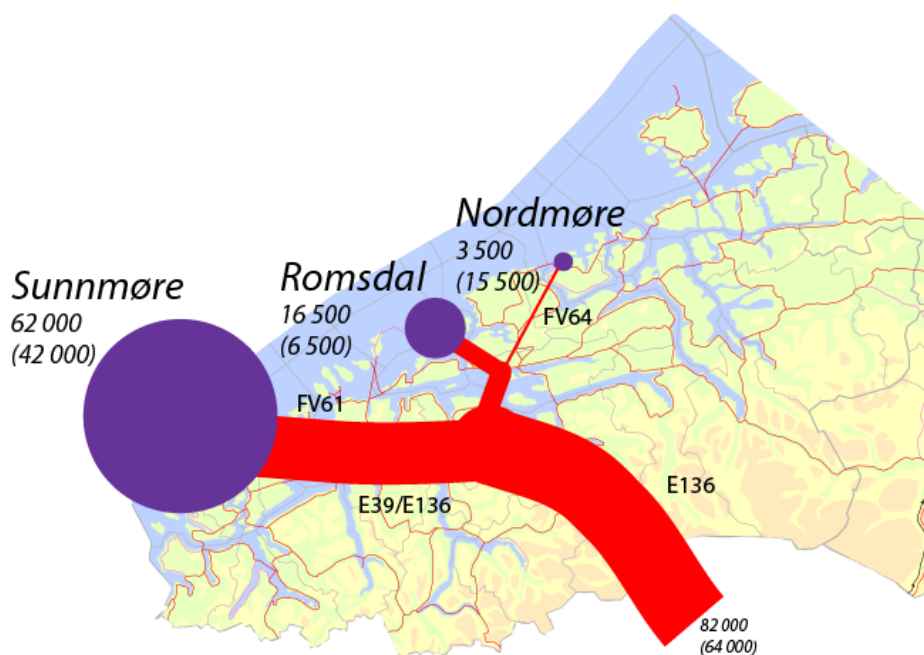 Nordmøre
3 500
(15 500)
Romsdal
16 500
(6 500)
Sunnmøre
62 000
(42 000)
FV64
FV61
E136
E39/E136
82 000
(64 000)